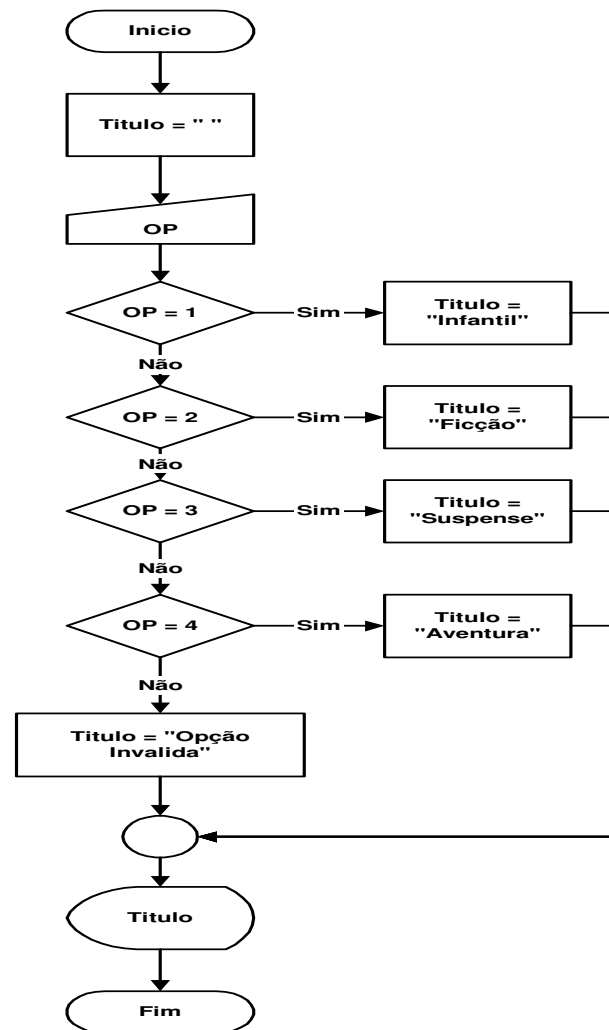 Inicio
Titulo = " "
OP
OP = 1
Sim
Titulo =
"Infantil"
Não
OP = 2
Sim
Titulo =
"Ficção"
Não
OP = 3
Sim
Titulo =
"Suspense"
Não
OP = 4
Sim
Titulo =
"Aventura"
Não
Titulo = "Opção
Invalida"
Titulo
Fim